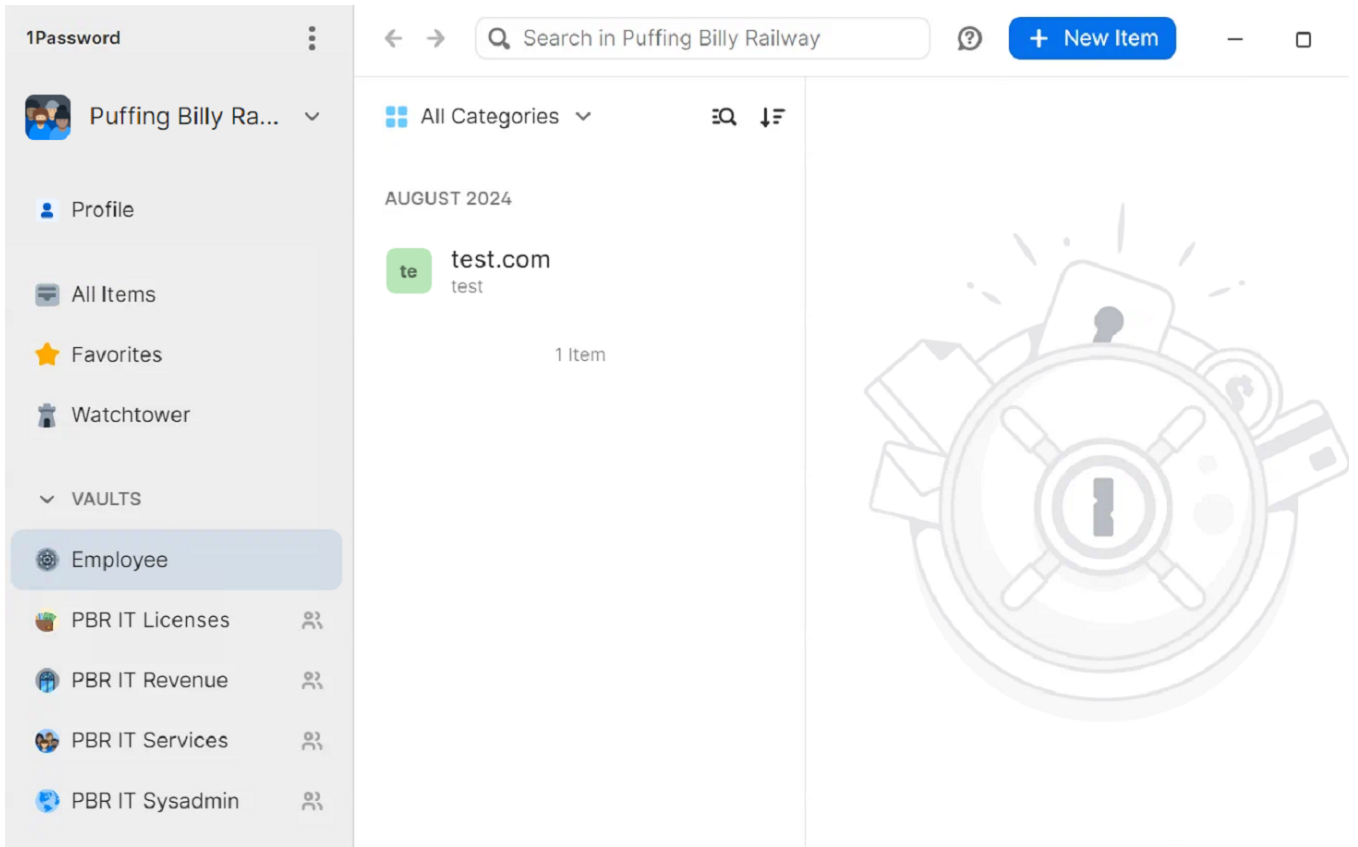 1Password
Search in Puffing Billy Railway
+ New Item
Puffing Billy Ra...
All Categories
Profile
All Items
Favorites
Watchtower
VAULTS
Employee
PBR IT Licenses
PBR IT Revenue
PBR IT Services
PBR IT Sysadmin
AUGUST 2024
te
test.com
test
1 Item